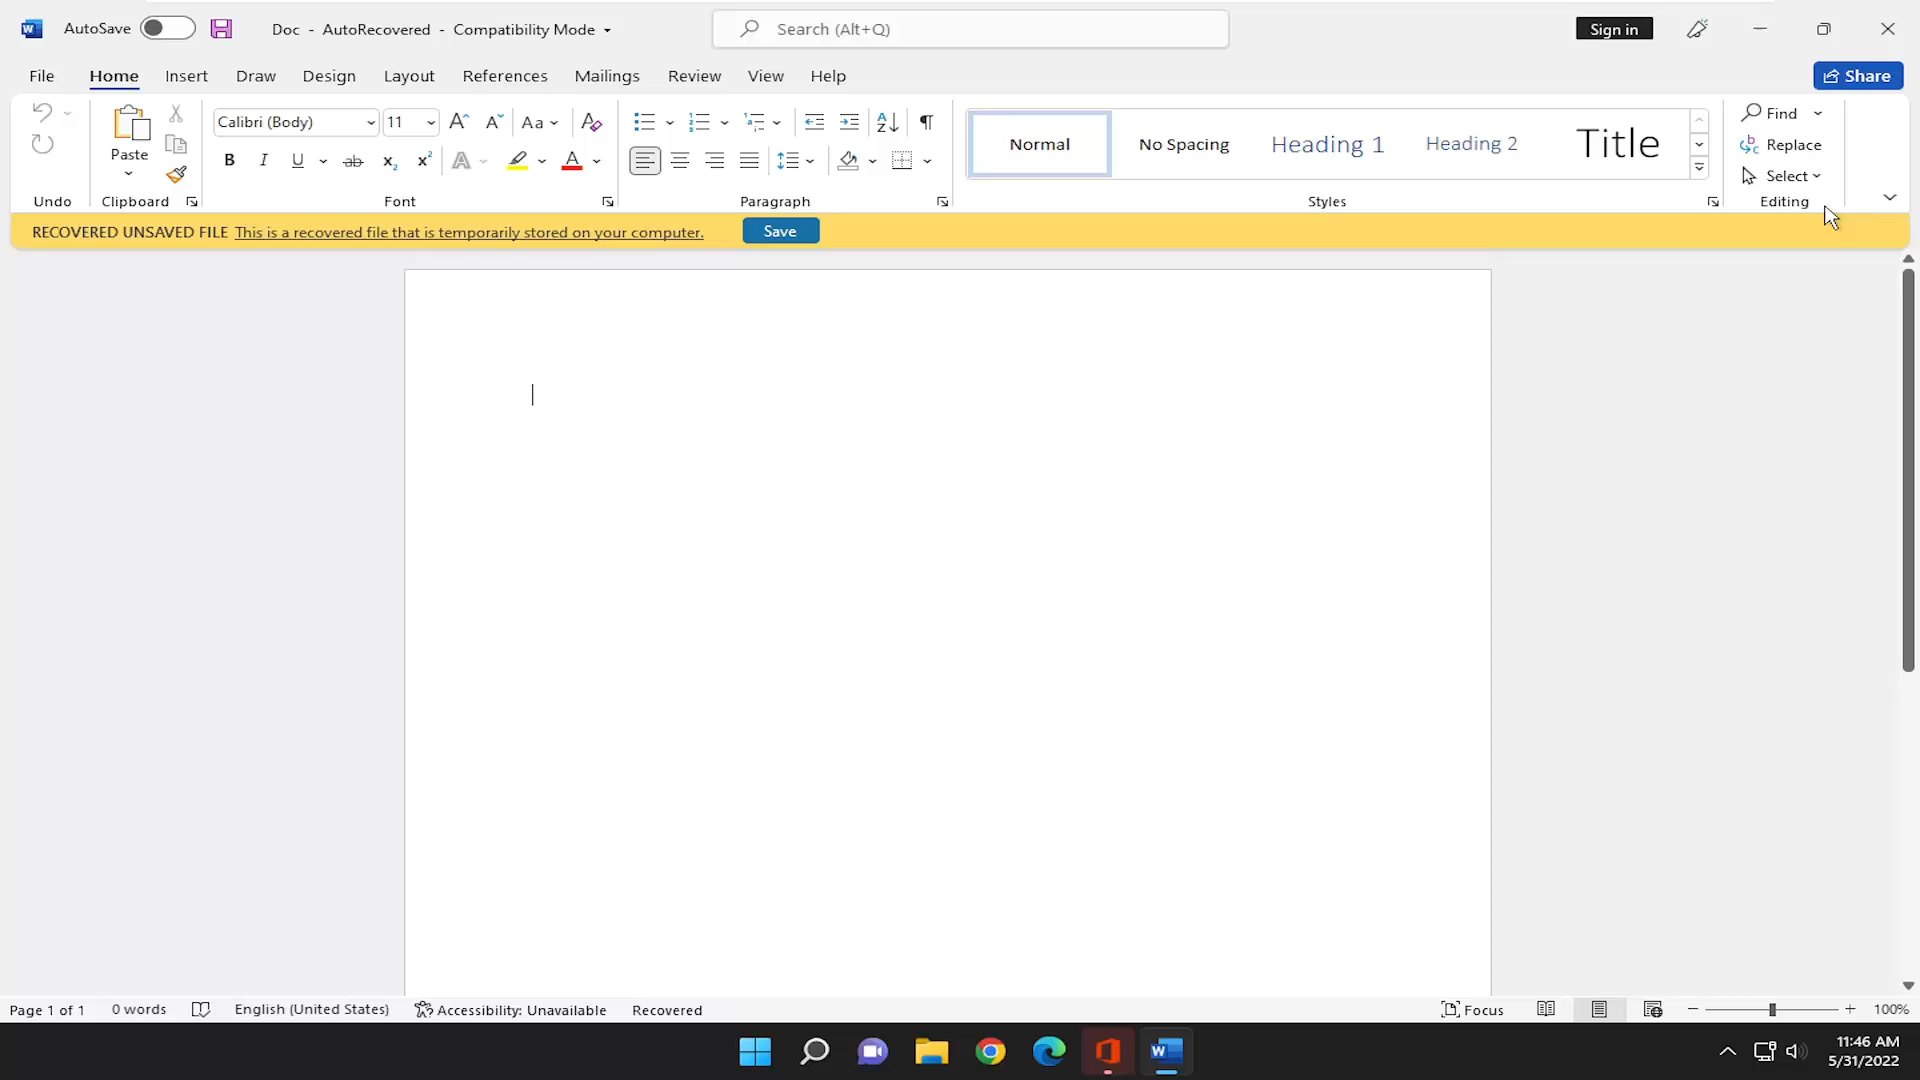 AutoSave Doc - AutoRecovered - Compatibility Mode Search (Alt+Q) Sign in
File Home Insert Draw Design Layout References Mailings Review View Help Share
Paste Calibri (Body) 11 Aa Normal No Spacing Heading 1 Heading 2 Title Find
Replace
Select
Undo Clipboard Font Paragraph Styles Editing
RECOVERED UNSAVED FILE This is a recovered file that is temporarily stored on your computer. Save
Page 1 of 1 0 words English (United States) Accessibility: Unavailable Recovered Focus 100%
11:46 AM
5/31/2022